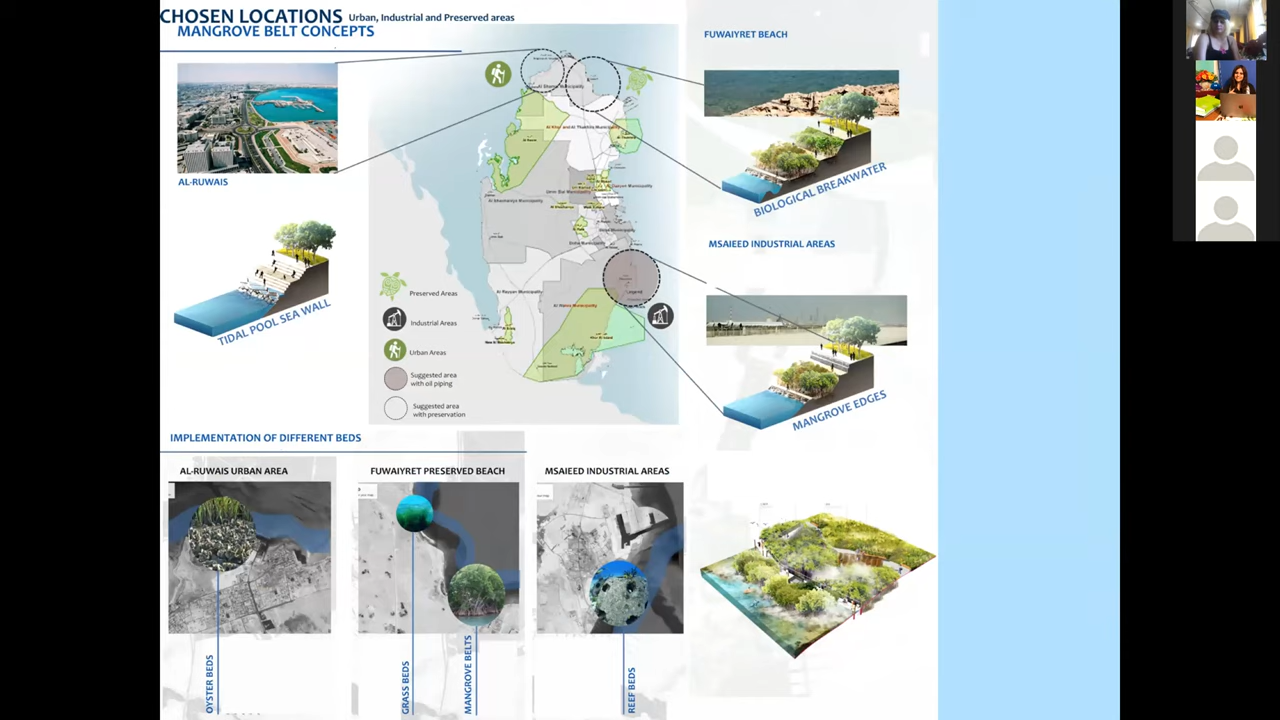 CHOSEN LOCATIONS Urban, Industrial and Preserved areas
MANGROVE BELT CONCEPTS
AL-RUWAIS
TIDAL POOL SEA WALL
Al Rayyan Municipality
Preserved Areas
Industrial Areas
Urban Areas
Suggested area
with oil piping
Suggested area
with preservation
FUWAIYRET BEACH
BIOLOGICAL BREAKWATER
MSAIEED INDUSTRIAL AREAS
MANGROVE EDGES
IMPLEMENTATION OF DIFFERENT BEDS
AL-RUWAIS URBAN AREA
FUWAIYRET PRESERVED BEACH
MSAIEED INDUSTRIAL AREAS
OYSTER BEDS
GRASS BEDS
MANGROVE BELTS
REEF BEDS